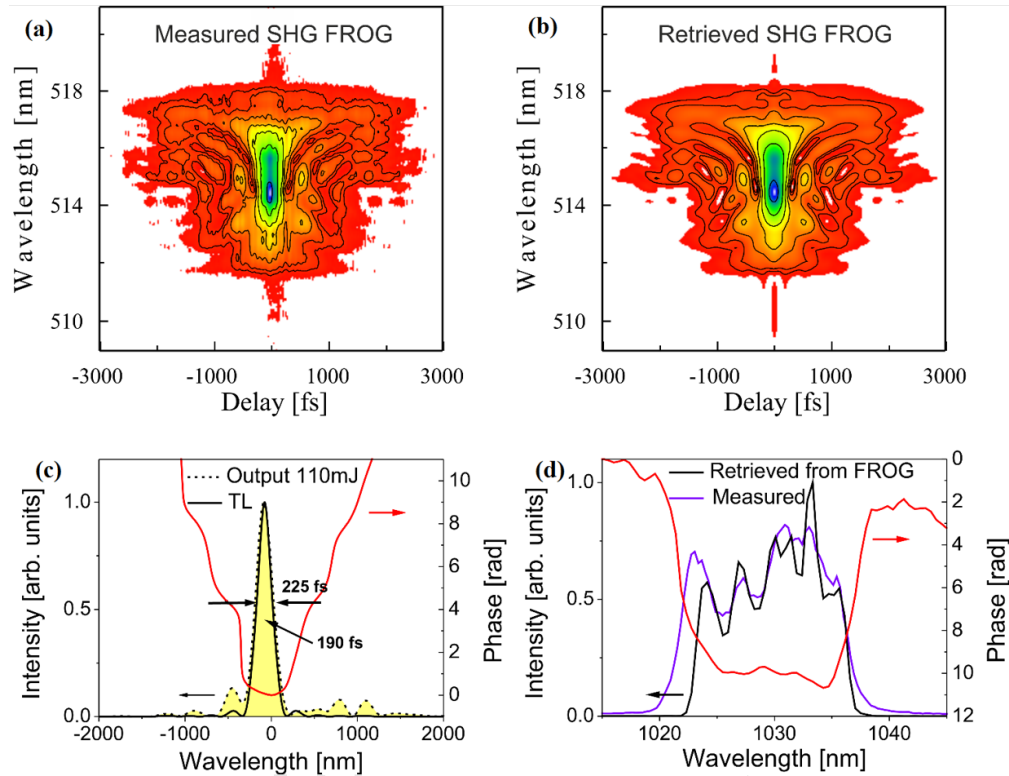 (a)
Measured SHG FROG
Wavelength [nm]
518
514
510
-3000
-1000
1000
3000
Delay [fs]
(b)
Retrieved SHG FROG
Wavelength [nm]
518
514
510
-3000
-1000
1000
3000
Delay [fs]
(c)
Output 110mJ
TL
225 fs
190 fs
Intensity [arb. units]
1.0
0.5
0.0
Phase [rad]
10
8
6
4
2
0
-2000
-1000
0
1000
2000
Wavelength [nm]
(d)
Retrieved from FROG
Measured
Intensity [arb. units]
1.0
0.5
0.0
Phase [rad]
0
2
4
6
8
10
12
1020
1030
1040
Wavelength [nm]